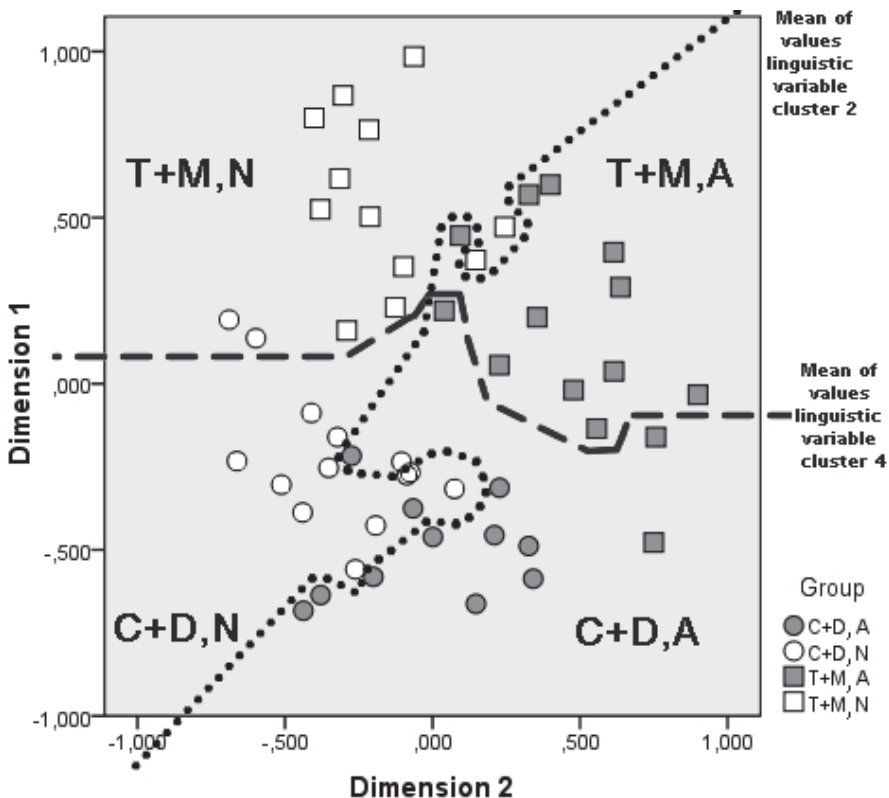 Mean of
values
linguistic
variable
cluster 2
1,000
T+M,N
T+M,A
,500
Dimension 1
,000
Mean of
values
linguistic
variable
cluster 4
-,500
C+D,N
C+D,A
Group
C+D,A
C+D,N
T+M,A
T+M,N
-1,000
-1,000 -,500 ,000 ,500 1,000
Dimension 2